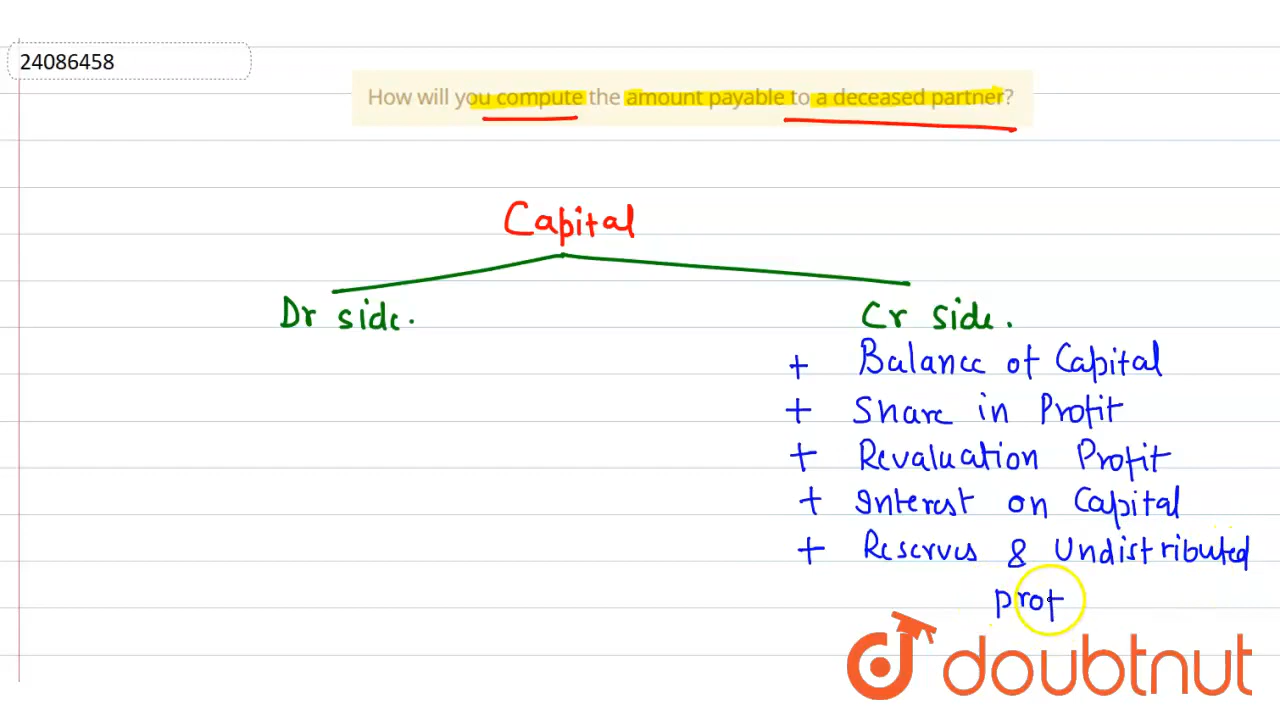 24086458
How will you compute the amount payable to a deceased partner?
Capital
Dr side.
Cr side.
+ Balance of Capital
+ Share in Profit
+ Revaluation Profit
+ Interest on Capital
+ Reserves & Undistributed
prof
doubtnut